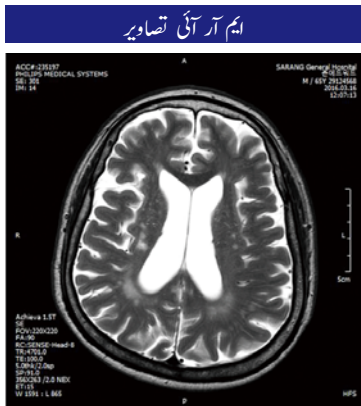 ایم آر آئی تصاویر
ACC#:235197
PHILIPS MEDICAL SYSTEMS
SE: 301
IM: 14
A
SARANG General Hospital
M / 65Y 29124568
2016.03.16
12:07:13
R
5cm
Achieva 1.5T
SE
FOV:220X220
FA:90
RC:SENSE-Head-8
TR:4701.0
TE:100.0
5.0thk/2.0sp
SP:91.0
356X263 /2.0 NEX
ET:15
W 1591 : L 865
P
HFS